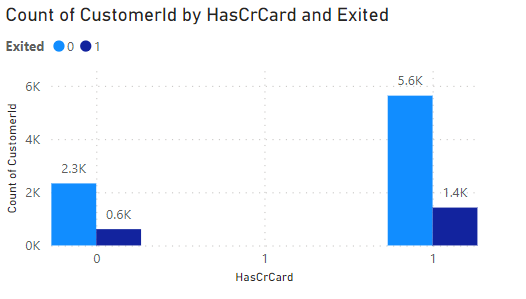 Count of CustomerId by HasCrCard and Exited
Exited 0 1
Count of CustomerId
6K
4K
2K
0K
2.3K
0.6K
5.6K
1.4K
0
1
1
HasCrCard